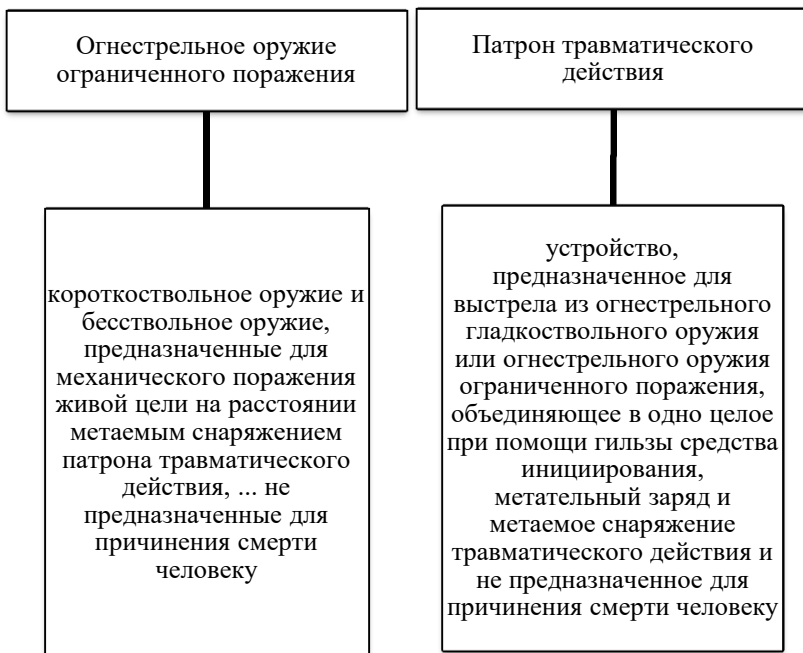 Огнестрельное оружие
ограниченного поражения
Патрон травматического
действия
короткоствольное оружие и
бесствольное оружие,
предназначенные для
механического поражения
живой цели на расстоянии
метаемым снаряжением
патрона травматического
действия, ... не
предназначенные для
причинения смерти
человеку
устройство,
предназначенное для
выстрела из огнестрельного
гладкоствольного оружия
или огнестрельного оружия
ограниченного поражения,
объединяющее в одно целое
при помощи гильзы средства
инициирования,
метательный заряд и
метаемое снаряжение
травматического действия и
не предназначенное для
причинения смерти человеку